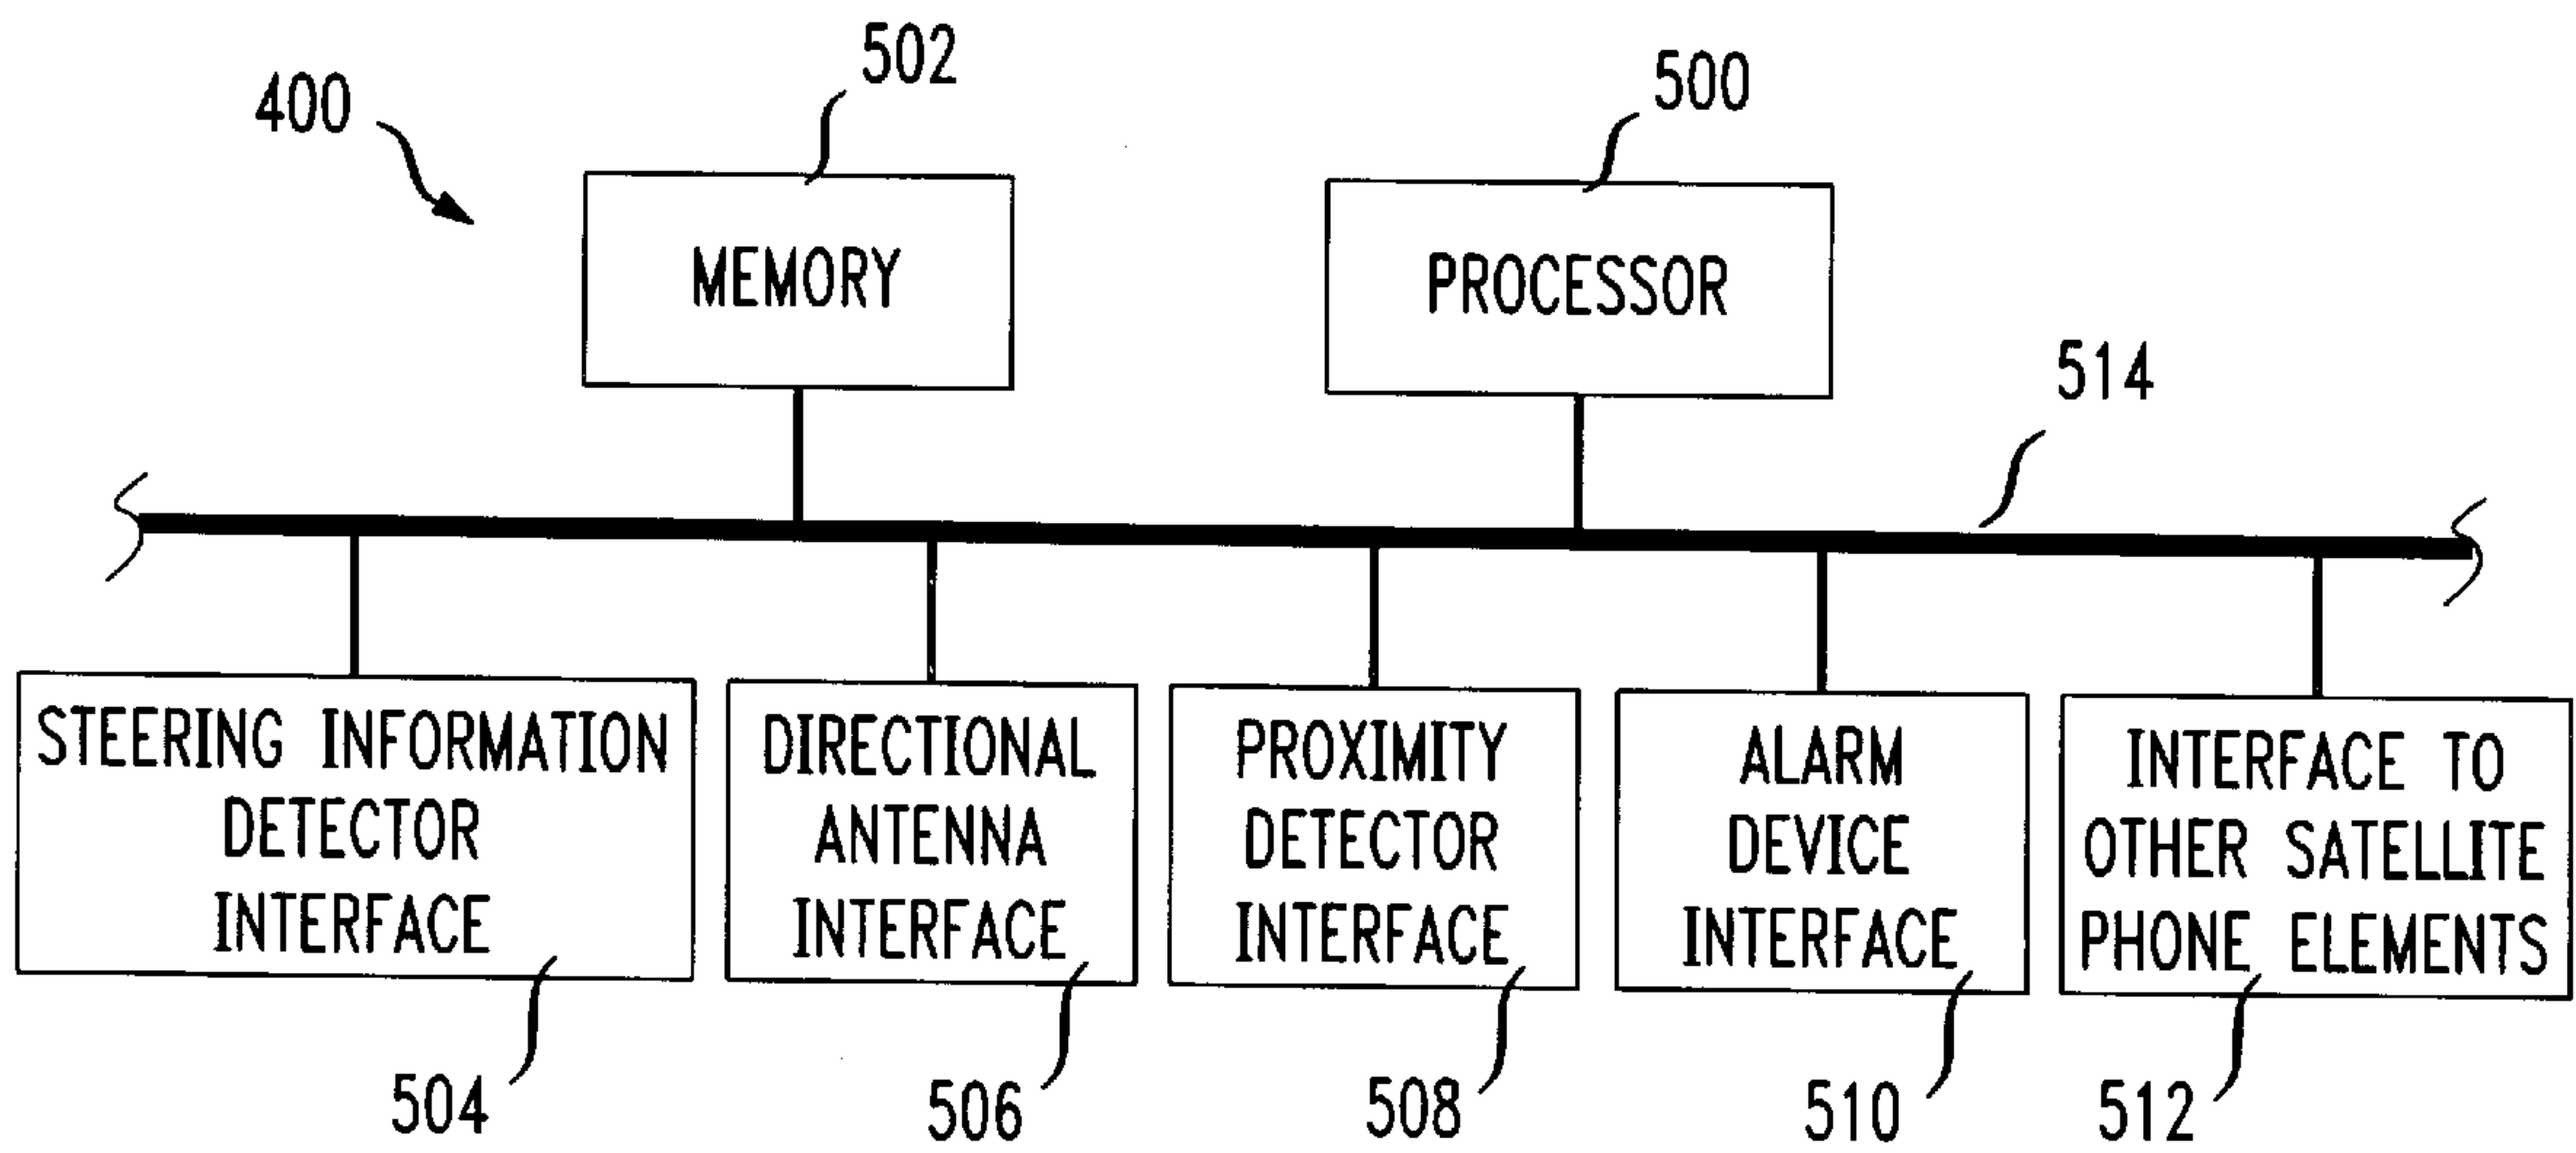 502
500
400
MEMORY
PROCESSOR
514
STEERING INFORMATION
DETECTOR
INTERFACE
DIRECTIONAL
ANTENNA
INTERFACE
PROXIMITY
DETECTOR
INTERFACE
ALARM
DEVICE
INTERFACE
INTERFACE TO
OTHER SATELLITE
PHONE ELEMENTS
504
506
508
510
512